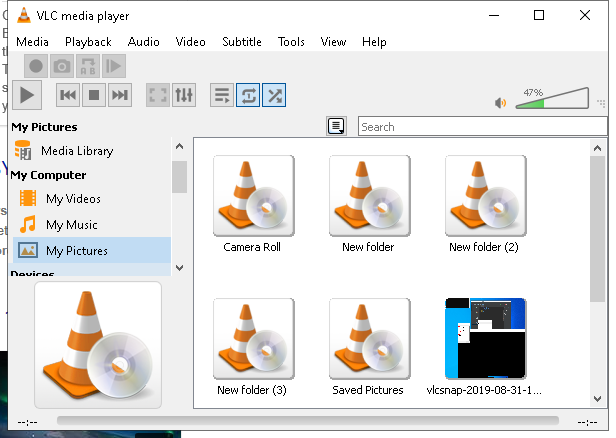 VLC media player
Media Playback Audio Video Subtitle Tools View Help
AB
47%
My Pictures
Search
Media Library
My Computer
My Videos
My Music
My Pictures
Devices
Camera Roll New folder New folder (2)
New folder (3) Saved Pictures vlcsnap-2019-08-31-1...
--:-- --:--